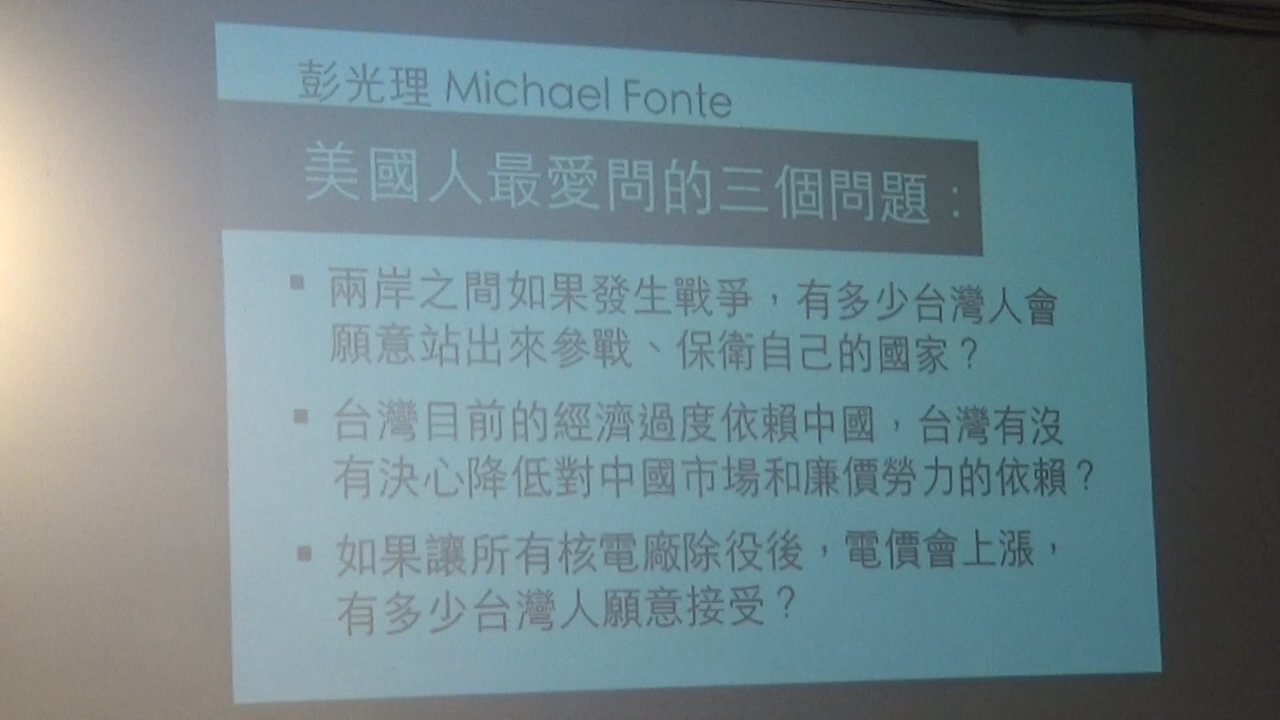 彭光理 Michael Fonte
美國人最愛問的三個問題：
▪ 兩岸之間如果發生戰爭，有多少台灣人會
願意站出來參戰、保衛自己的國家？
▪ 台灣目前的經濟過度依賴中國，台灣有沒
有決心降低對中國市場和廉價勞力的依賴？
▪ 如果讓所有核電廠除役後，電價會上漲，
有多少台灣人願意接受？